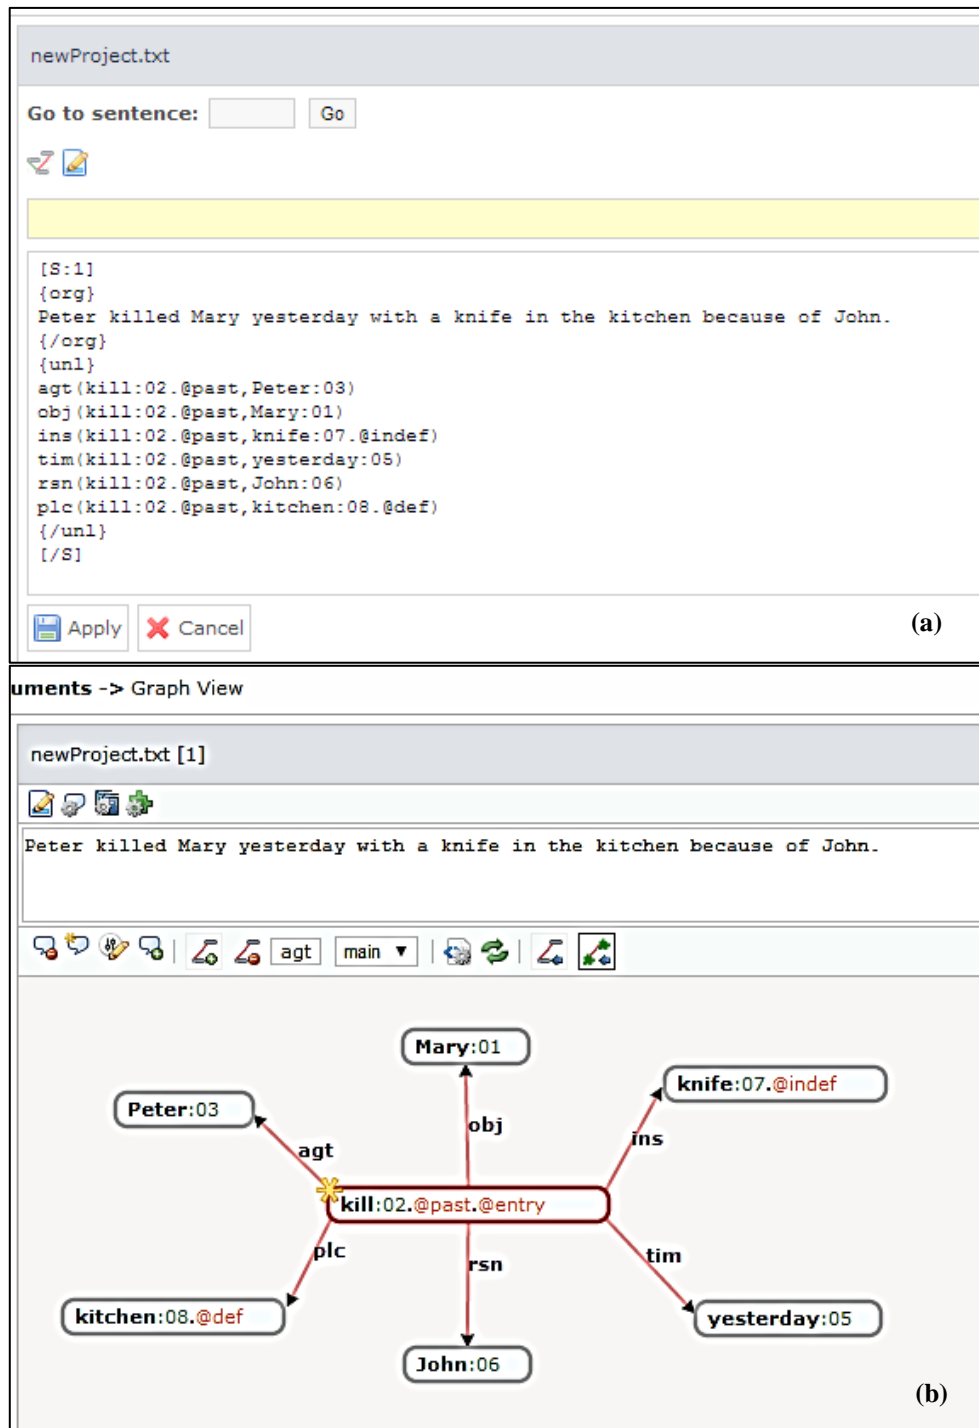 newProject.txt
Go to sentence: Go
[S:1]
{org}
Peter killed Mary yesterday with a knife in the kitchen because of John.
{/org}
{unl}
agt(kill:02.@past,Peter:03)
obj(kill:02.@past,Mary:01)
ins(kill:02.@past,knife:07.@indef)
tim(kill:02.@past,yesterday:05)
rsn(kill:02.@past,John:06)
plc(kill:02.@past,kitchen:08.@def)
{/unl}
[/S]
Apply Cancel
(a)
uments -> Graph View
newProject.txt [1]
Peter killed Mary yesterday with a knife in the kitchen because of John.
agt main
Mary:01
knife:07.@indef
Peter:03
obj
ins
agt
kill:02.@past.@entry
plc
rsn
tim
kitchen:08.@def
yesterday:05
John:06
(b)